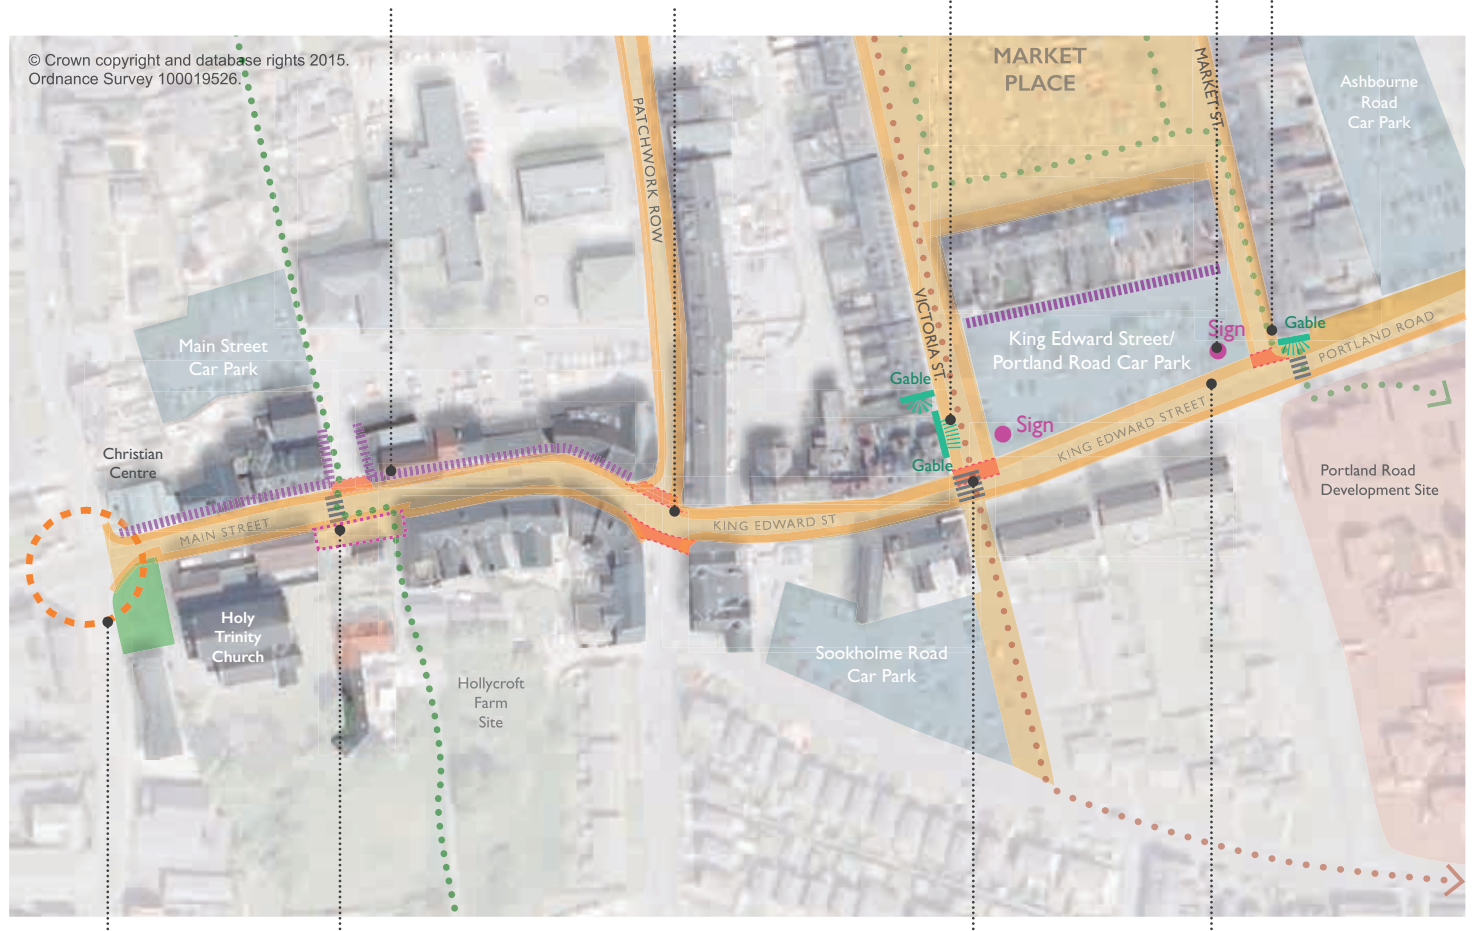 © Crown copyright and database rights 2015.
Ordnance Survey 100019526.
MARKET
PLACE
MARKET ST.
Ashbourne
Road
Car Park
PATCHWORK ROW
VICTORIA ST.
Main Street
Car Park
King Edward Street/
Portland Road Car Park
Sign
Gable
PORTLAND ROAD
Gable
Sign
KING EDWARD STREET
Gable
Christian
Centre
Portland Road
Development Site
MAIN STREET
KING EDWARD ST
Holy
Trinity
Church
Sookholme Road
Car Park
Hollycroft
Farm
Site